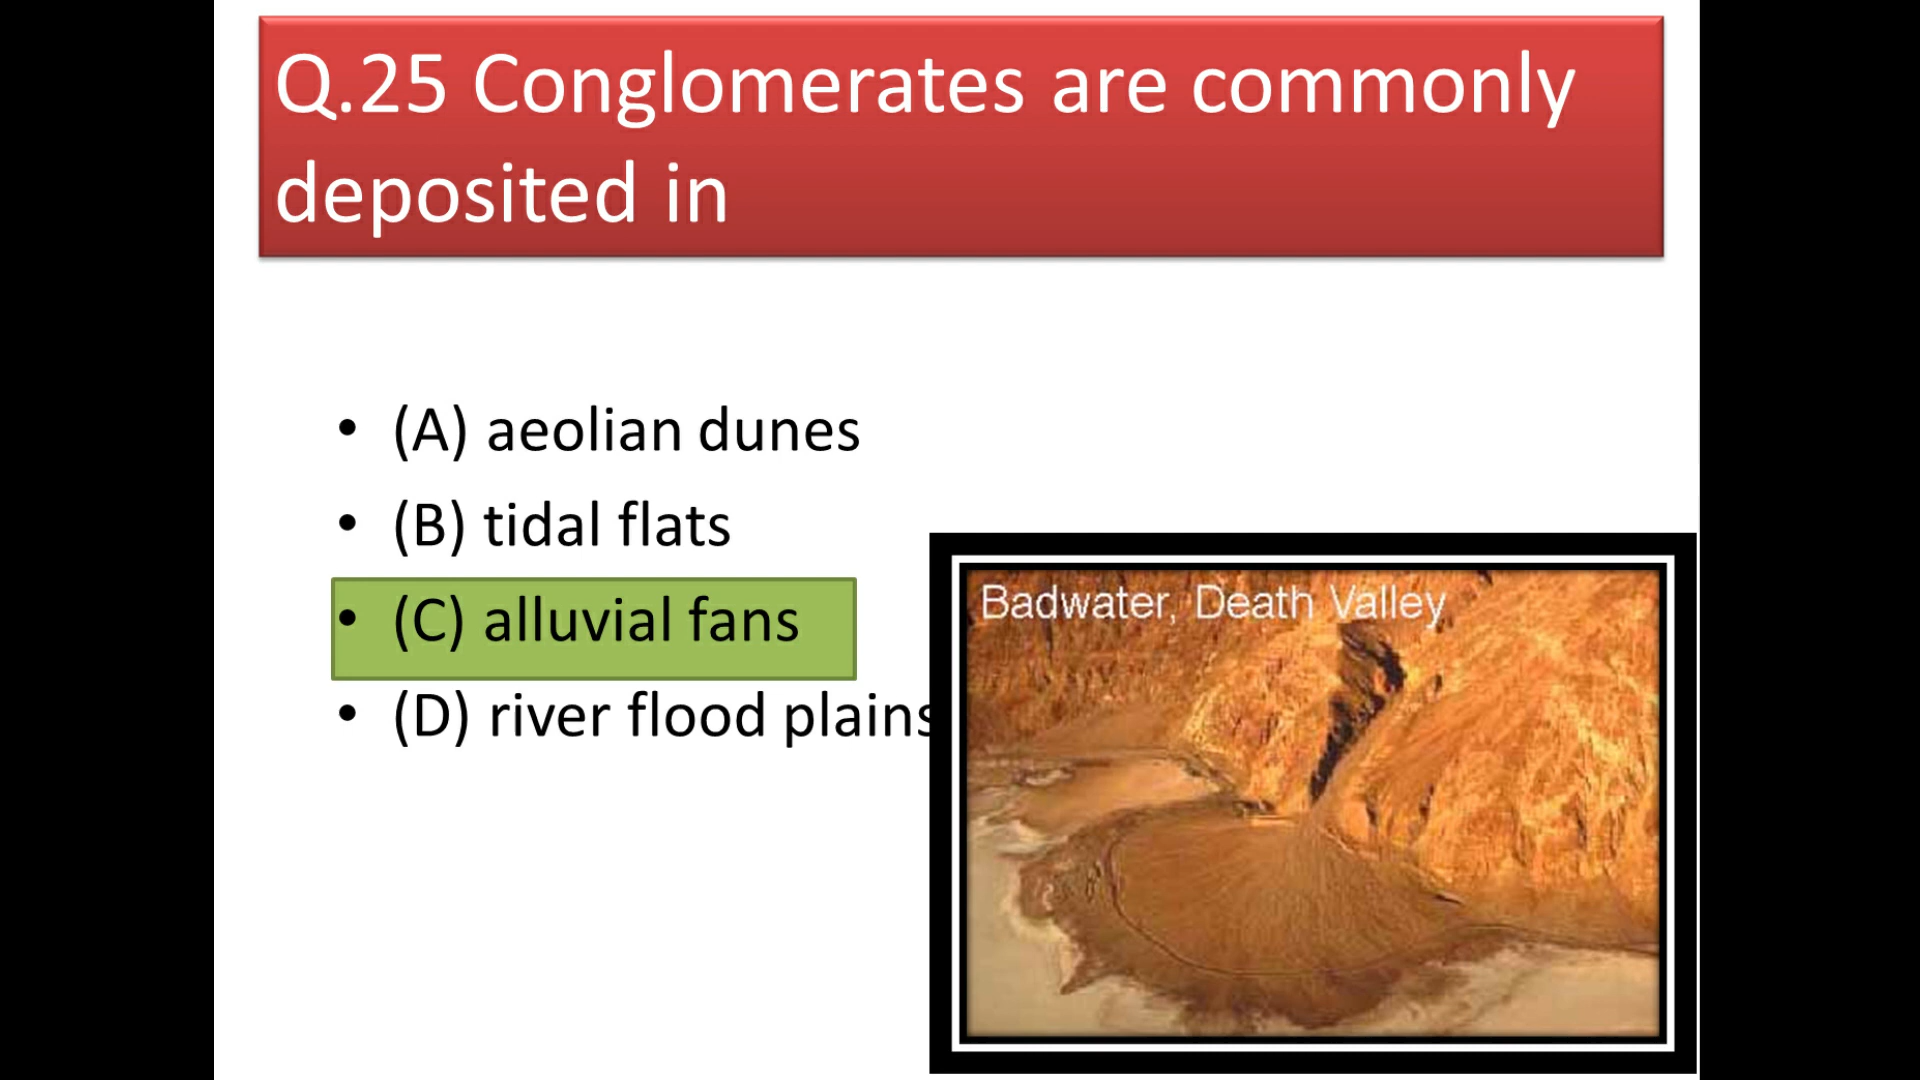 Q.25 Conglomerates are commonly
deposited in
• (A) aeolian dunes
• (B) tidal flats
• (C) alluvial fans
• (D) river flood plains
Badwater, Death Valley